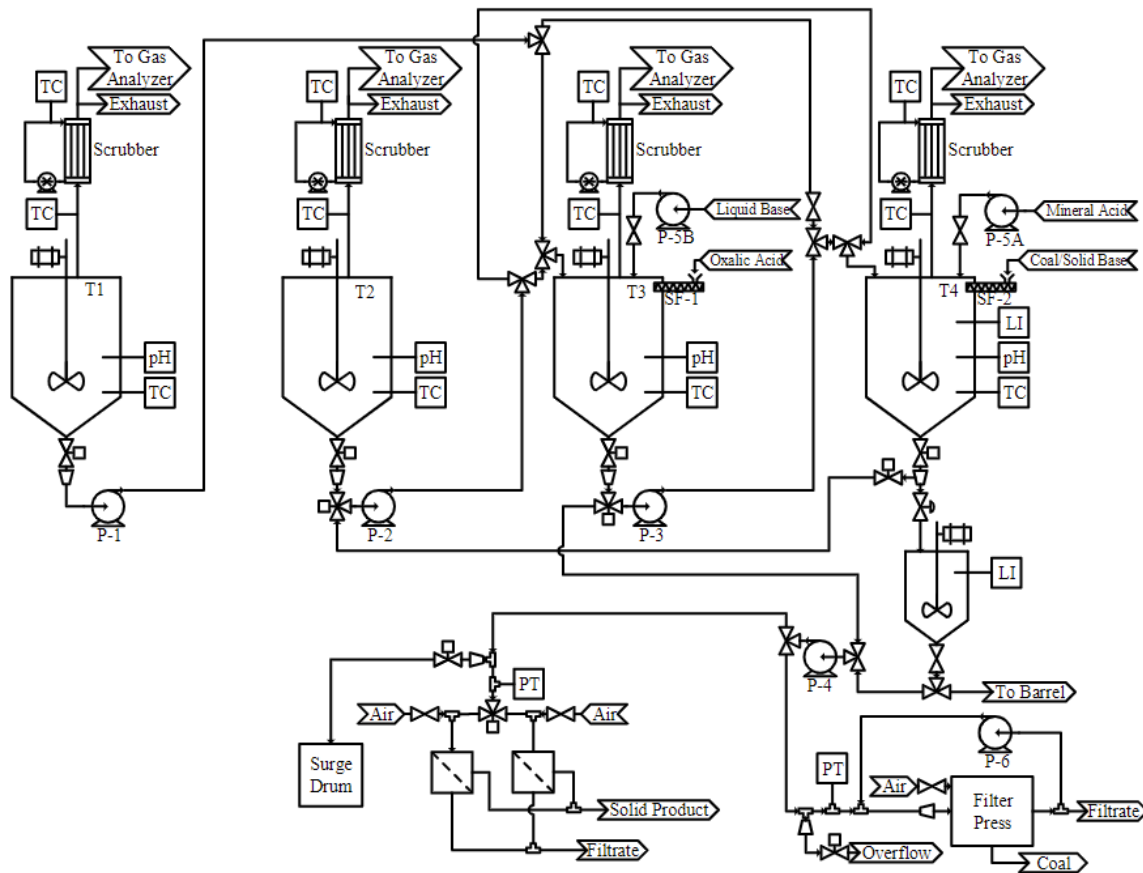 To Gas
Analyzer
Exhaust
TC
Scrubber
TC
T1
pH
TC
P-1
To Gas
Analyzer
Exhaust
TC
Scrubber
TC
T2
pH
TC
P-2
To Gas
Analyzer
Exhaust
TC
Scrubber
TC
Liquid Base
P-5B
Oxalic Acid
SF-1
T3
pH
TC
P-3
To Gas
Analyzer
Exhaust
TC
Scrubber
TC
Mineral Acid
P-5A
Coal/Solid Base
SF-2
T4
LI
pH
TC
LI
To Barrel
P-4
PT
Air
Air
Surge
Drum
Solid Product
Filtrate
P-6
PT
Air
Filter
Press
Filtrate
Overflow
Coal